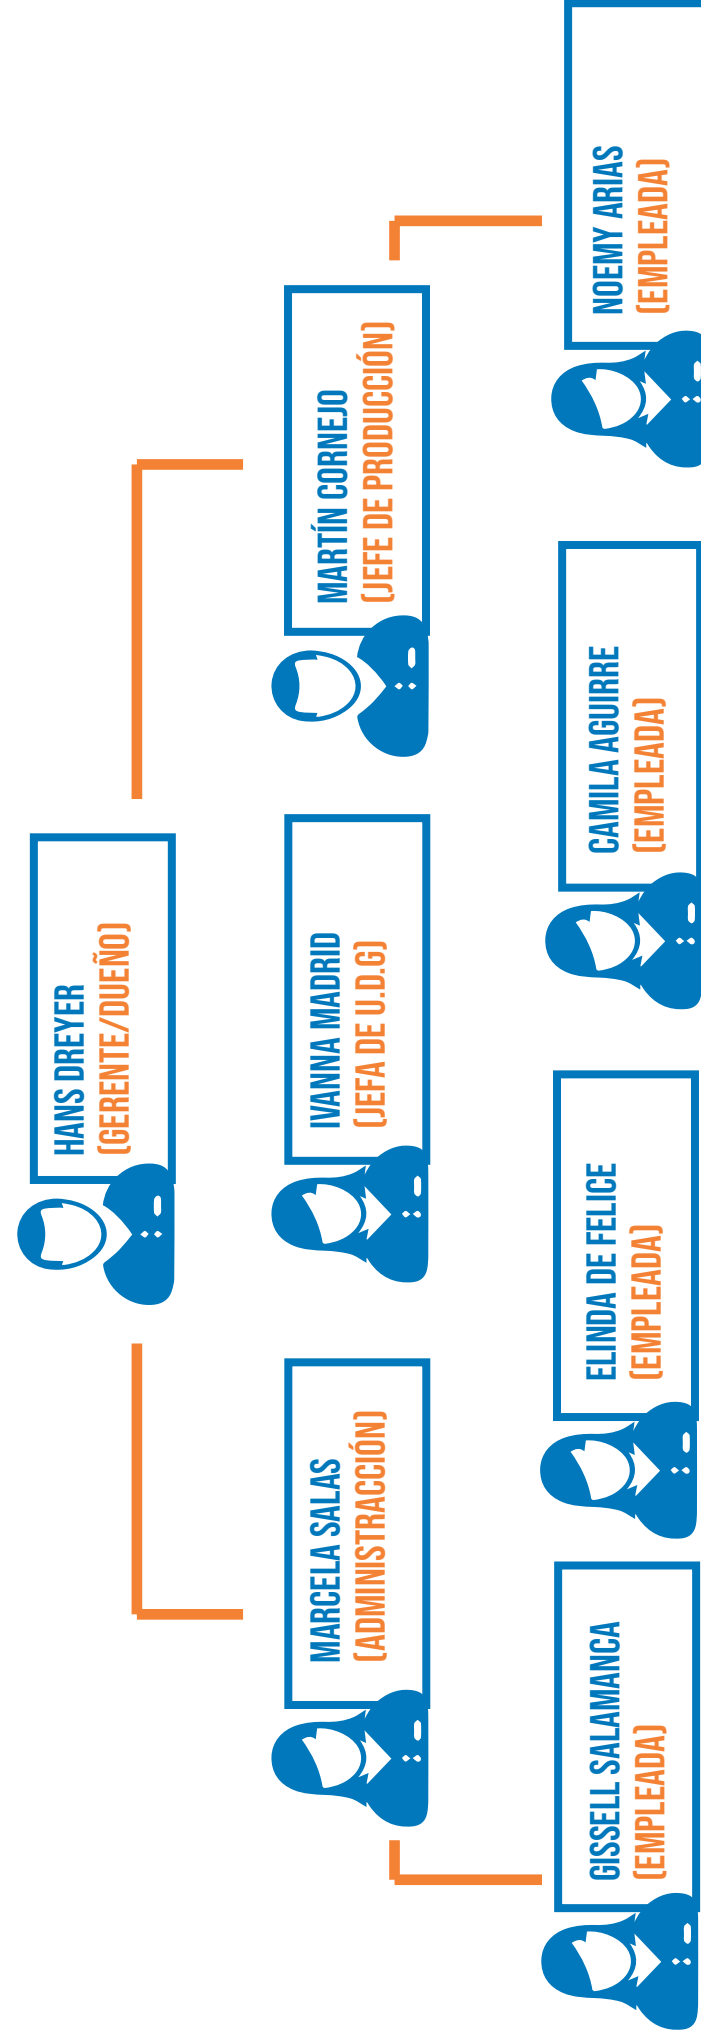 HANS DREYER
(GERENTE/DUEÑO)
MARCELA SALAS
(ADMINISTRACCIÓN)
IVANNA MADRID
(JEFA DE U.D.G)
MARTÍN CORNEJO
(JEFE DE PRODUCCIÓN)
GISSELL SALAMANCA
(EMPLEADA)
ELINDA DE FELICE
(EMPLEADA)
CAMILA AGUIRRE
(EMPLEADA)
NOEMY ARIAS
(EMPLEADA)